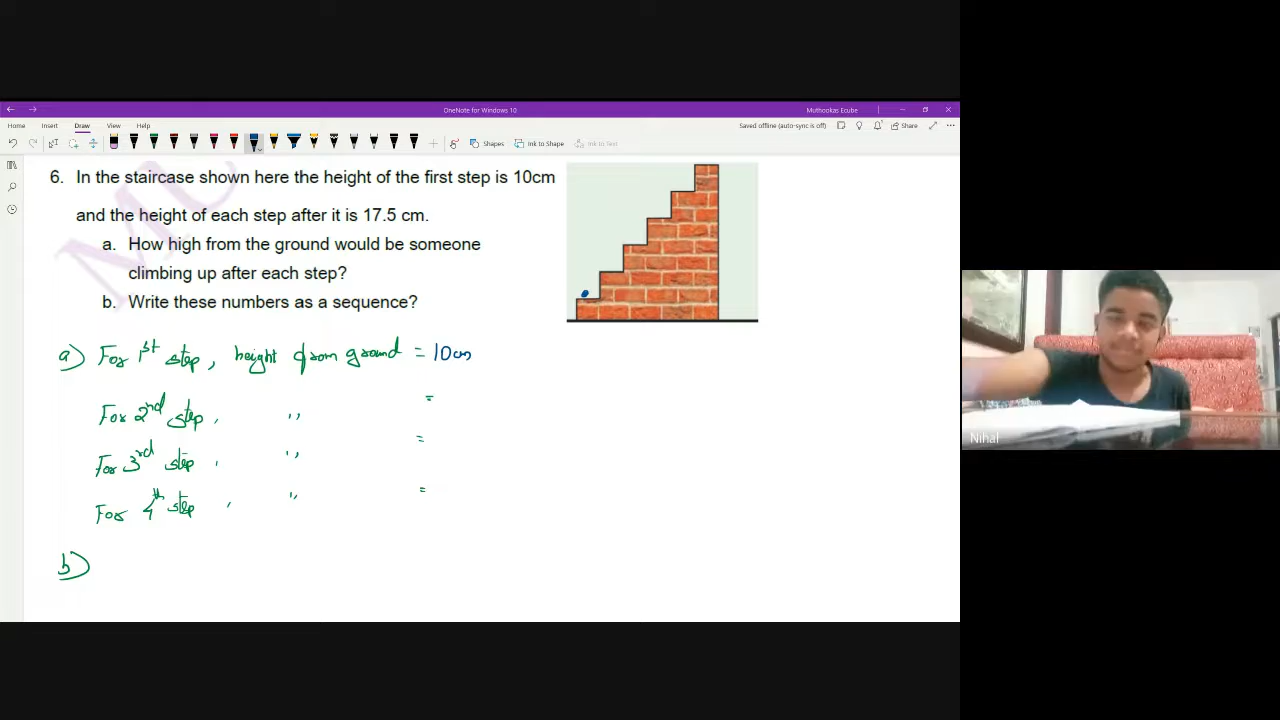 OneNote for Windows 10
Muthookas Ecube
Home Insert Draw View Help
Saved offline (auto-sync is off)
Share
Shapes
Ink to Shape
Ink to Text
MU
6. In the staircase shown here the height of the first step is 10cm
and the height of each step after it is 17.5 cm.
a. How high from the ground would be someone
climbing up after each step?
b. Write these numbers as a sequence?
a) For 1st step, height from ground = 10cm
For 2nd step, ,, =
For 3rd step, ,, =
For 4th step, ,, =
b)
Nihal